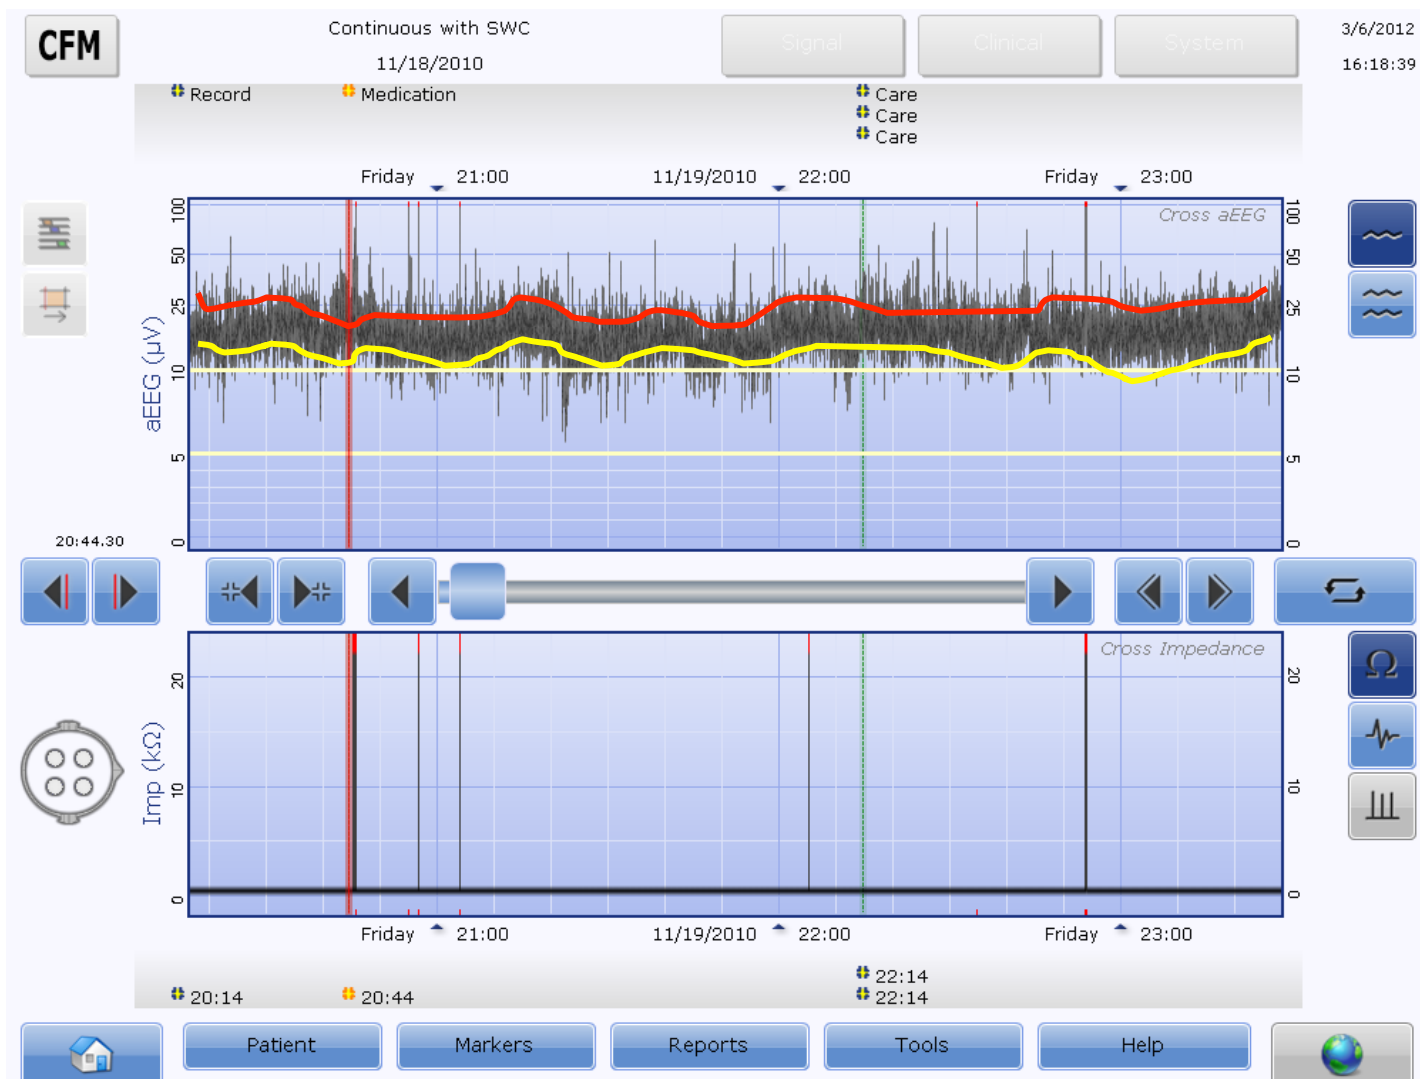 CFM
Continuous with SWC
11/18/2010
Signal
Clinical
System
3/6/2012
16:18:39
Record
Medication
Care
Care
Care
Friday 21:00 11/19/2010 22:00 Friday 23:00
Cross aEEG
aEEG (µV)
100
50
25
10
5
0
100
50
25
10
5
0
20:44.30
Cross Impedance
Imp (kΩ)
20
10
0
20
10
0
Ω
Friday 21:00 11/19/2010 22:00 Friday 23:00
22:14
20:14 20:44 22:14
Patient
Markers
Reports
Tools
Help